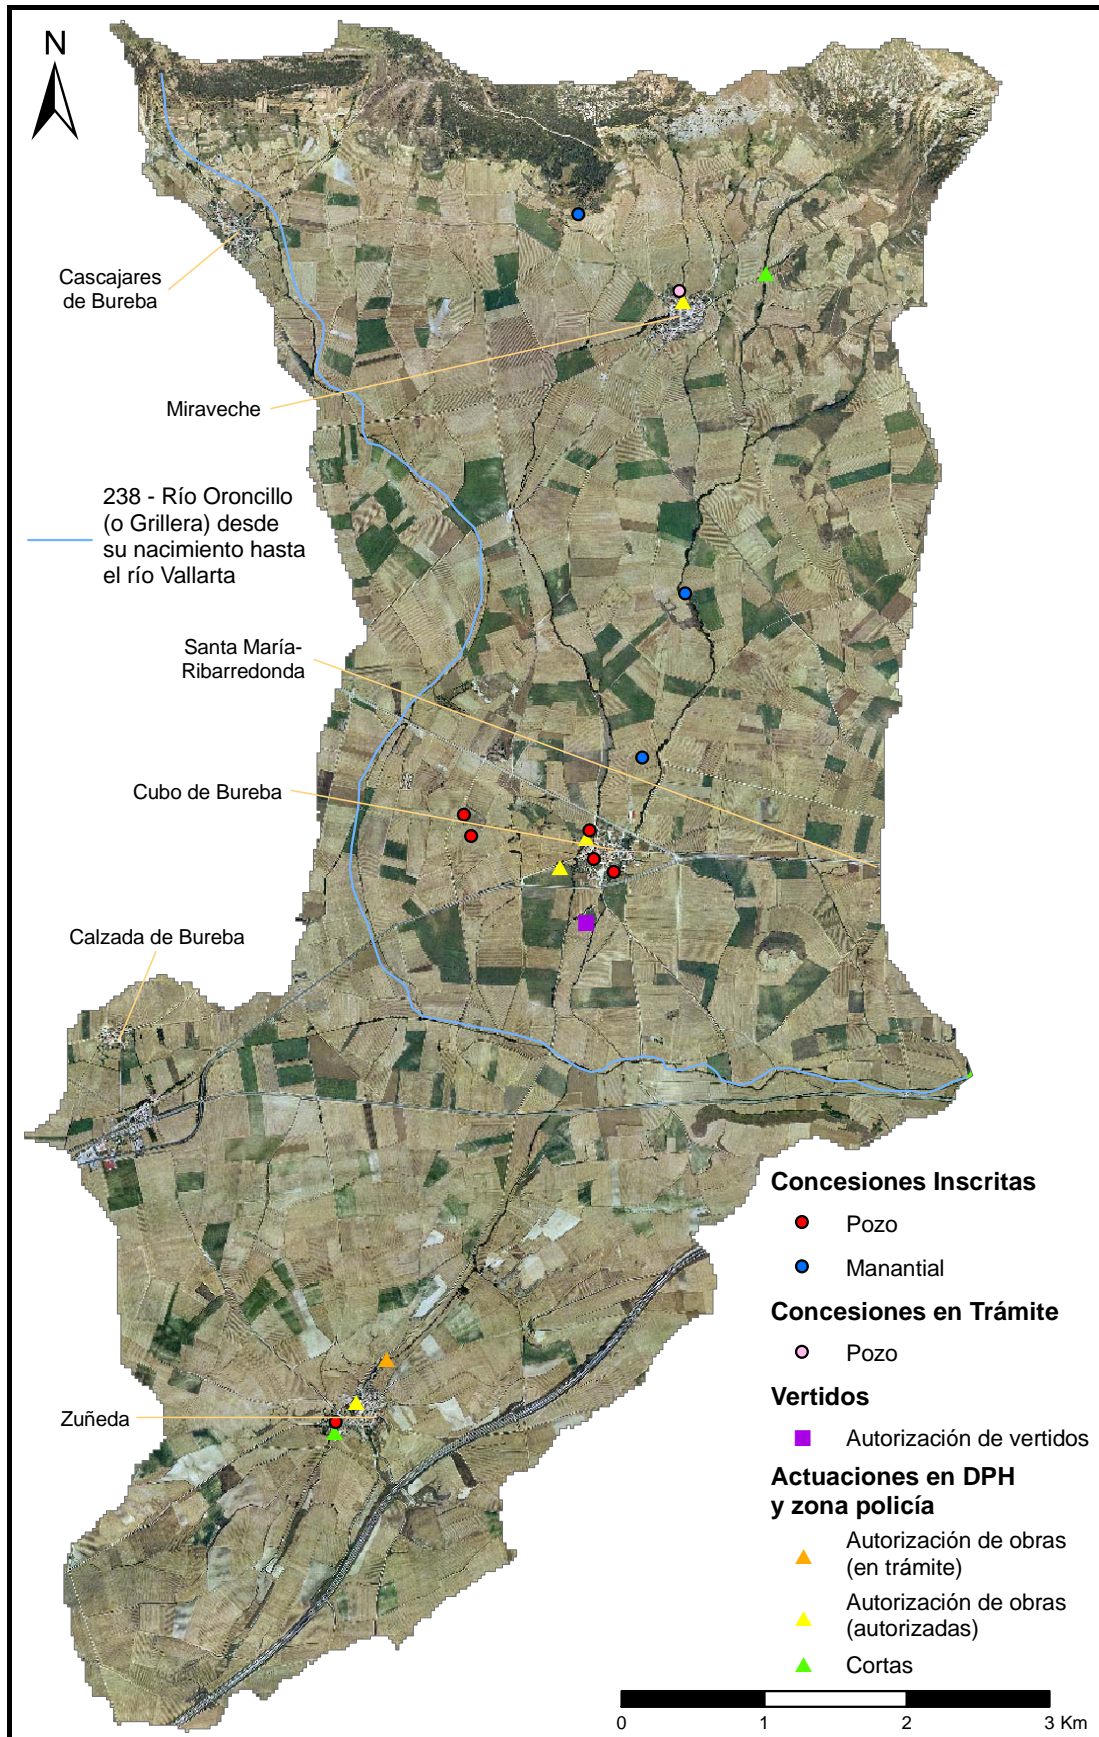 N
Cascajares
de Bureba
Miraveche
238 - Río Oroncillo
(o Grillera) desde
su nacimiento hasta
el río Vallarta
Santa María-
Ribarredonda
Cubo de Bureba
Calzada de Bureba
Zuñeda
Concesiones Inscritas
Pozo
Manantial
Concesiones en Trámite
Pozo
Vertidos
Autorización de vertidos
Actuaciones en DPH
y zona policía
Autorización de obras
(en trámite)
Autorización de obras
(autorizadas)
Cortas
0 1 2 3 Km